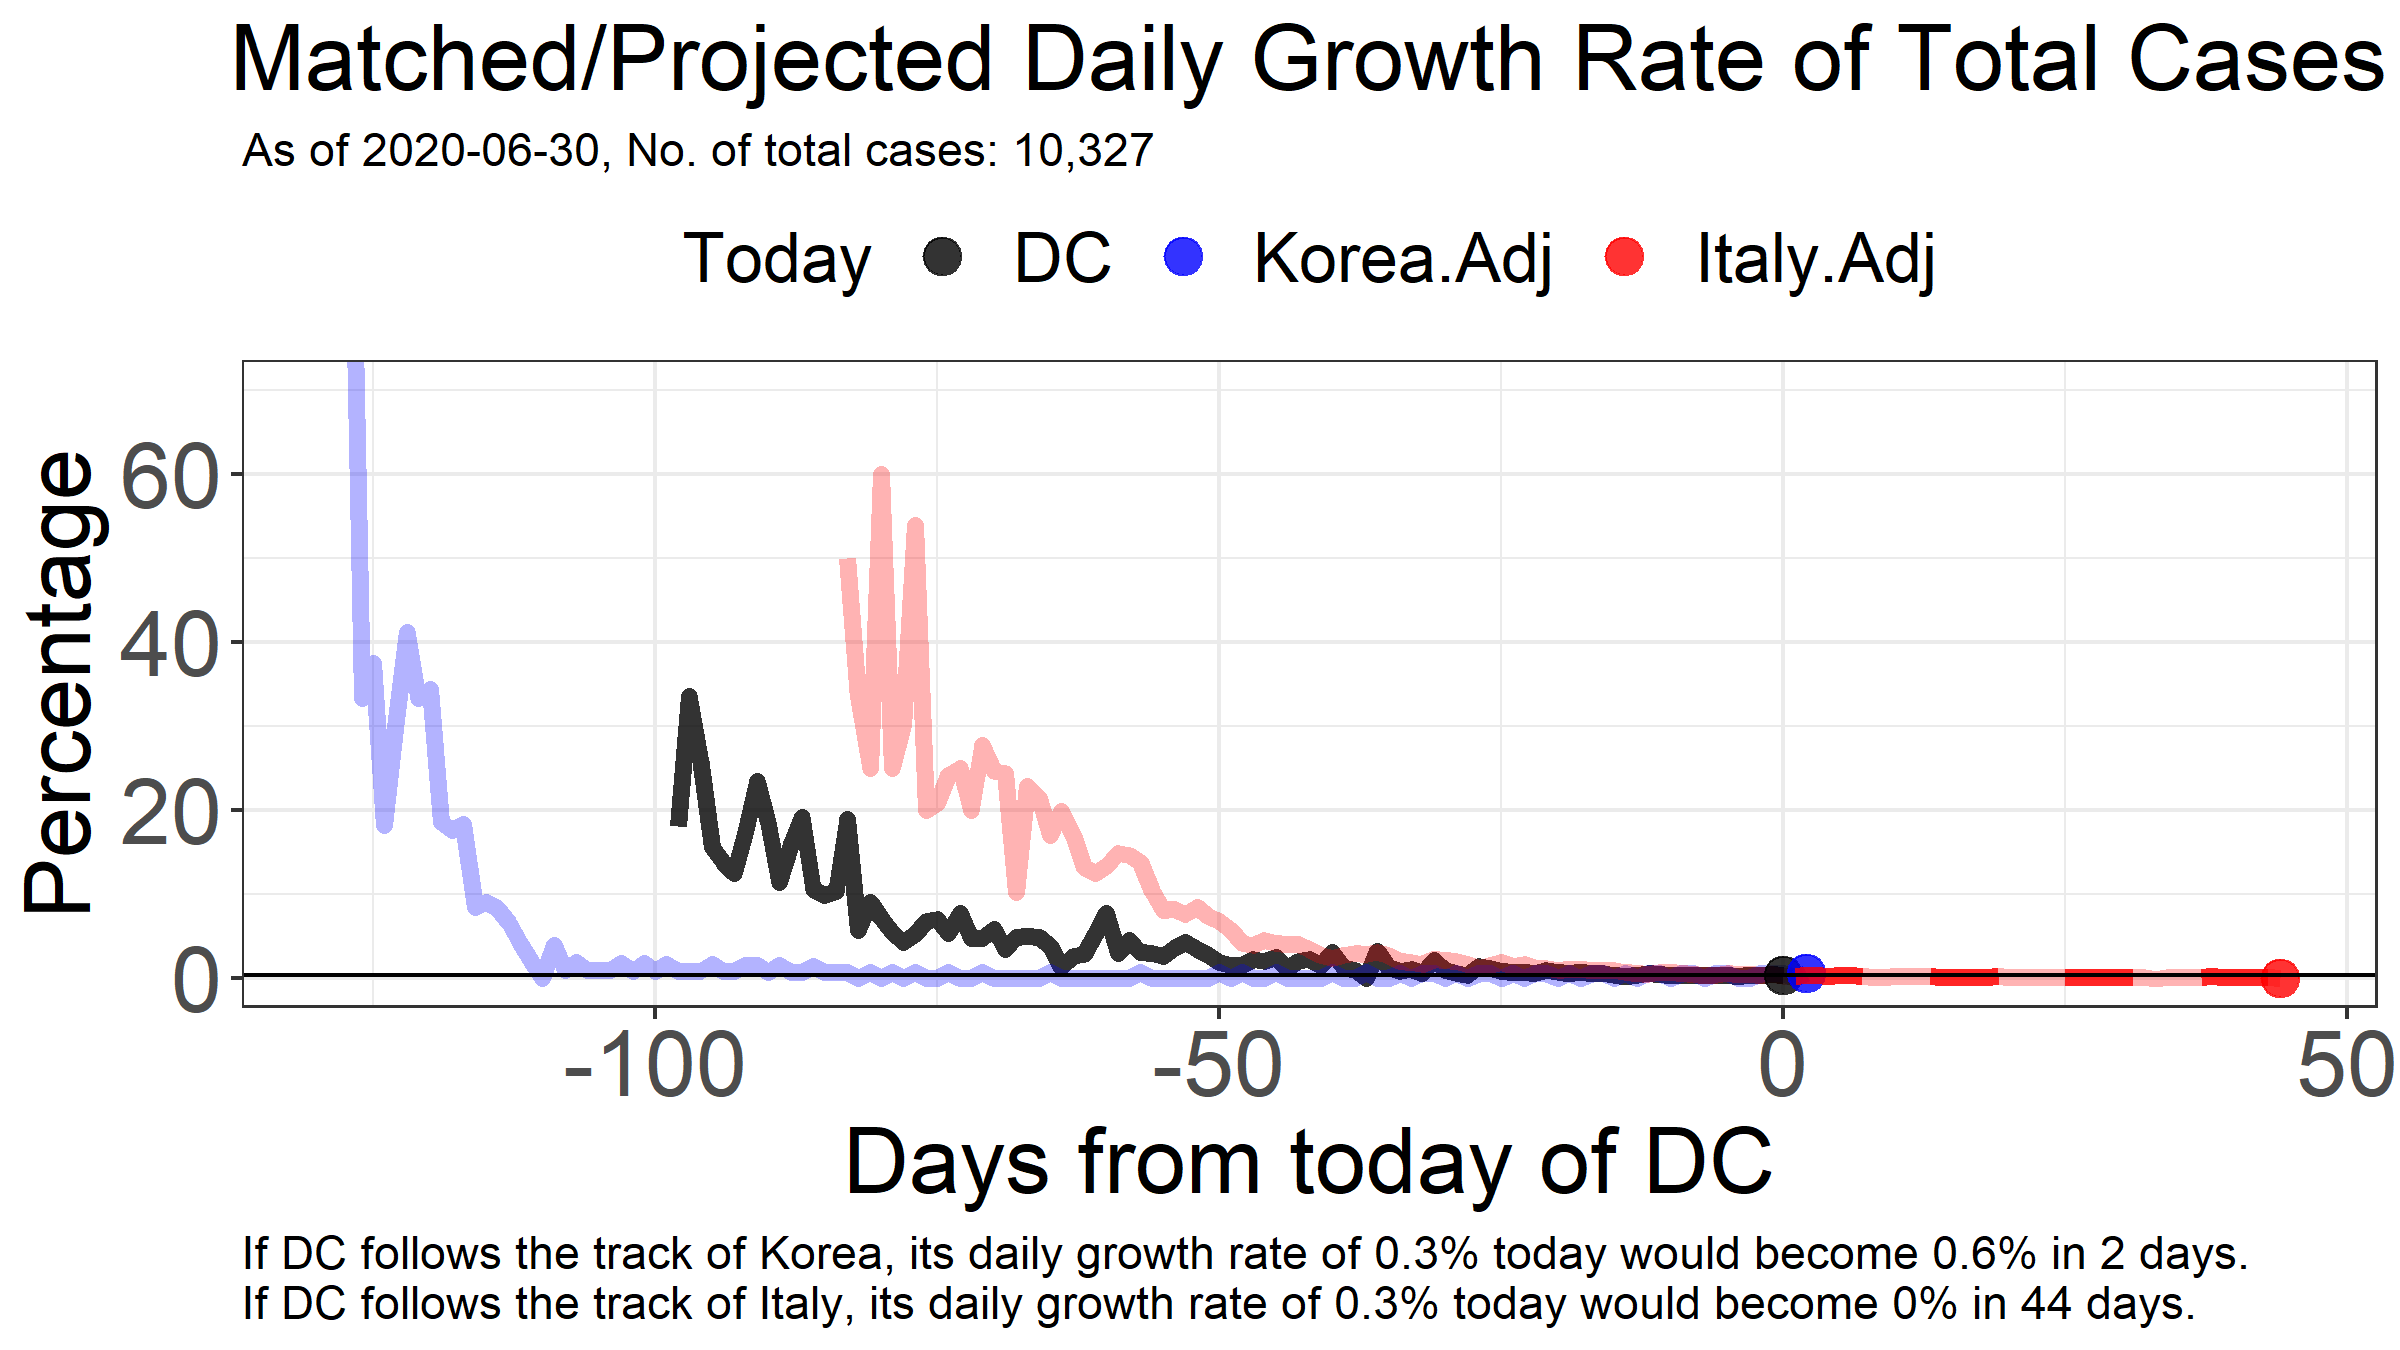 Matched/Projected Daily Growth Rate of Total Cases
As of 2020-06-30, No. of total cases: 10,327
Today DC Korea.Adj Italy.Adj
Percentage
60
40
20
0
-100 -50 0 50
Days from today of DC
If DC follows the track of Korea, its daily growth rate of 0.3% today would become 0.6% in 2 days.
If DC follows the track of Italy, its daily growth rate of 0.3% today would become 0% in 44 days.